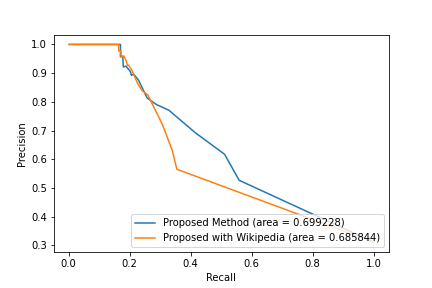 1.0
0.9
0.8
0.7
0.6
0.5
0.4
0.3
Precision
Proposed Method (area = 0.699228)
Proposed with Wikipedia (area = 0.685844)
0.0 0.2 0.4 0.6 0.8 1.0
Recall